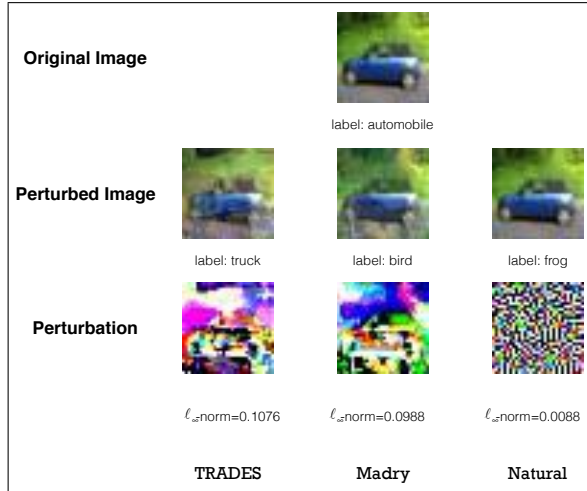 Original Image
label: automobile
Perturbed Image
label: truck label: bird label: frog
Perturbation
ℓ∞norm=0.1076 ℓ∞norm=0.0988 ℓ∞norm=0.0088
TRADES Madry Natural